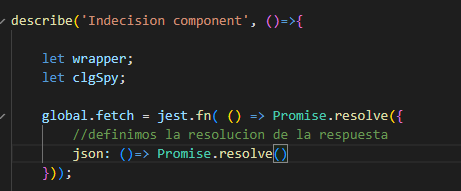 describe('Indecision component', ()=>{
let wrapper;
let clgSpy;
global.fetch = jest.fn( () => Promise.resolve({
//definimos la resolucion de la respuesta
json: ()=> Promise.resolve()
}));